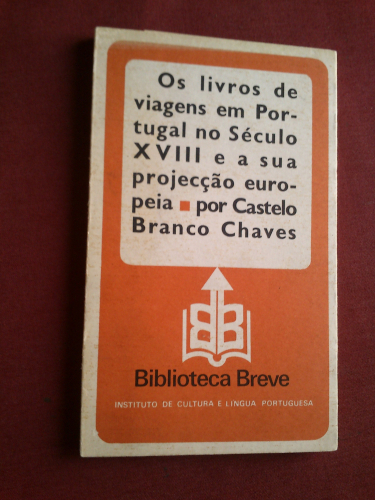 Os livros de
viagens em Por-
tugal no Século
XVIII e a sua
projecção euro-
peia ■ por Castelo
Branco Chaves
BB
Biblioteca Breve
INSTITUTO DE CULTURA E LÍNGUA PORTUGUESA